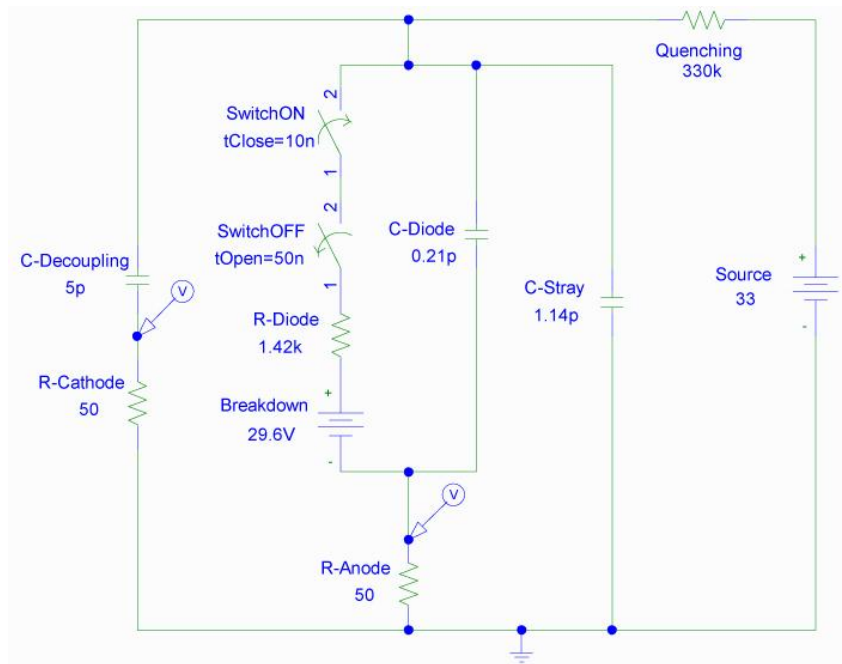 Quenching
330k
2
SwitchON
tClose=10n
1
2
SwitchOFF
tOpen=50n
1
C-Diode
0.21p
C-Decoupling
5p
V
R-Diode
1.42k
C-Stray
1.14p
+
Source
33
-
R-Cathode
50
+
Breakdown
29.6V
-
V
R-Anode
50